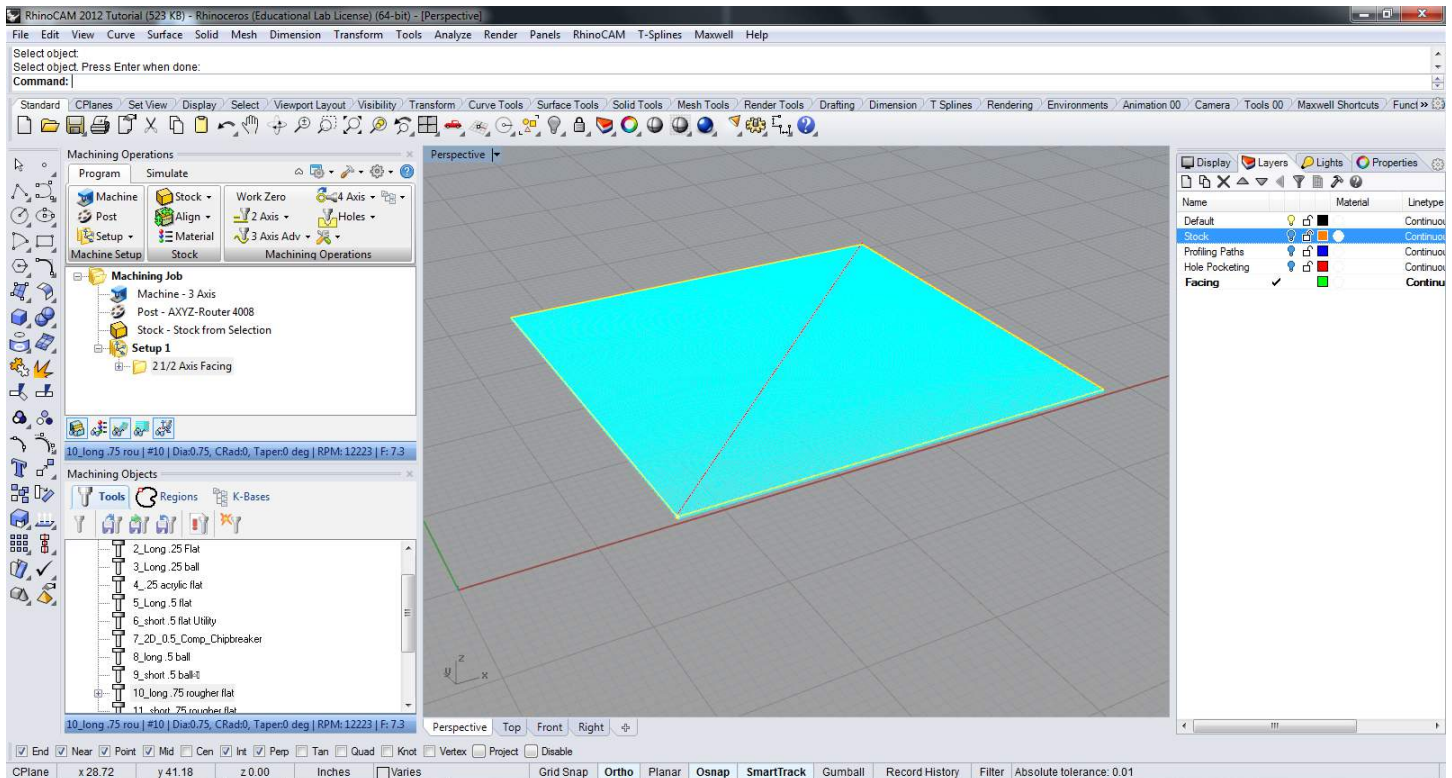 RhinoCAM 2012 Tutorial (523 KB) - Rhinoceros (Educational Lab License) (64-bit) - [Perspective]
File Edit View Curve Surface Solid Mesh Dimension Transform Tools Analyze Render Panels RhinoCAM T-Splines Maxwell Help
Select object:
Select object. Press Enter when done:
Command:
Standard CPlanes Set View Display Select Viewport Layout Visibility Transform Curve Tools Surface Tools Solid Tools Mesh Tools Render Tools Drafting Dimension T Splines Rendering Environments Animation 00 Camera Tools 00 Maxwell Shortcuts Funct »
Machining Operations
Program Simulate
Machine Stock Work Zero 4 Axis
Post Align 2 Axis Holes
Setup Material 3 Axis Adv
Machine Setup Stock Machining Operations
Machining Job
Machine - 3 Axis
Post - AXYZ-Router 4008
Stock - Stock from Selection
Setup 1
2 1/2 Axis Facing
10_long .75 rou | #10 | Dia:0.75, CRad:0, Taper:0 deg | RPM: 12223 | F: 7.3
Machining Objects
Tools Regions K-Bases
2_Long .25 Flat
3_Long .25 ball
4_.25 acrylic flat
5_Long .5 flat
6_short .5 flat Utility
7_2D_0.5_Comp_Chipbreaker
8_long .5 ball
9_short .5 ball
10_long .75 rougher flat
11_short .75 rougher flat
10_long .75 rou | #10 | Dia:0.75, CRad:0, Taper:0 deg | RPM: 12223 | F: 7.3
Perspective
z
y x
Perspective Top Front Right
Display Layers Lights Properties
Name Material Linetype
Default Continuou
Stock Continuou
Profiling Paths Continuou
Hole Pocketing Continuou
Facing Continu
End Near Point Mid Cen Int Perp Tan Quad Knot Vertex Project Disable
CPlane x 28.72 y 41.18 z 0.00 Inches Varies Grid Snap Ortho Planar Osnap SmartTrack Gumball Record History Filter Absolute tolerance: 0.01